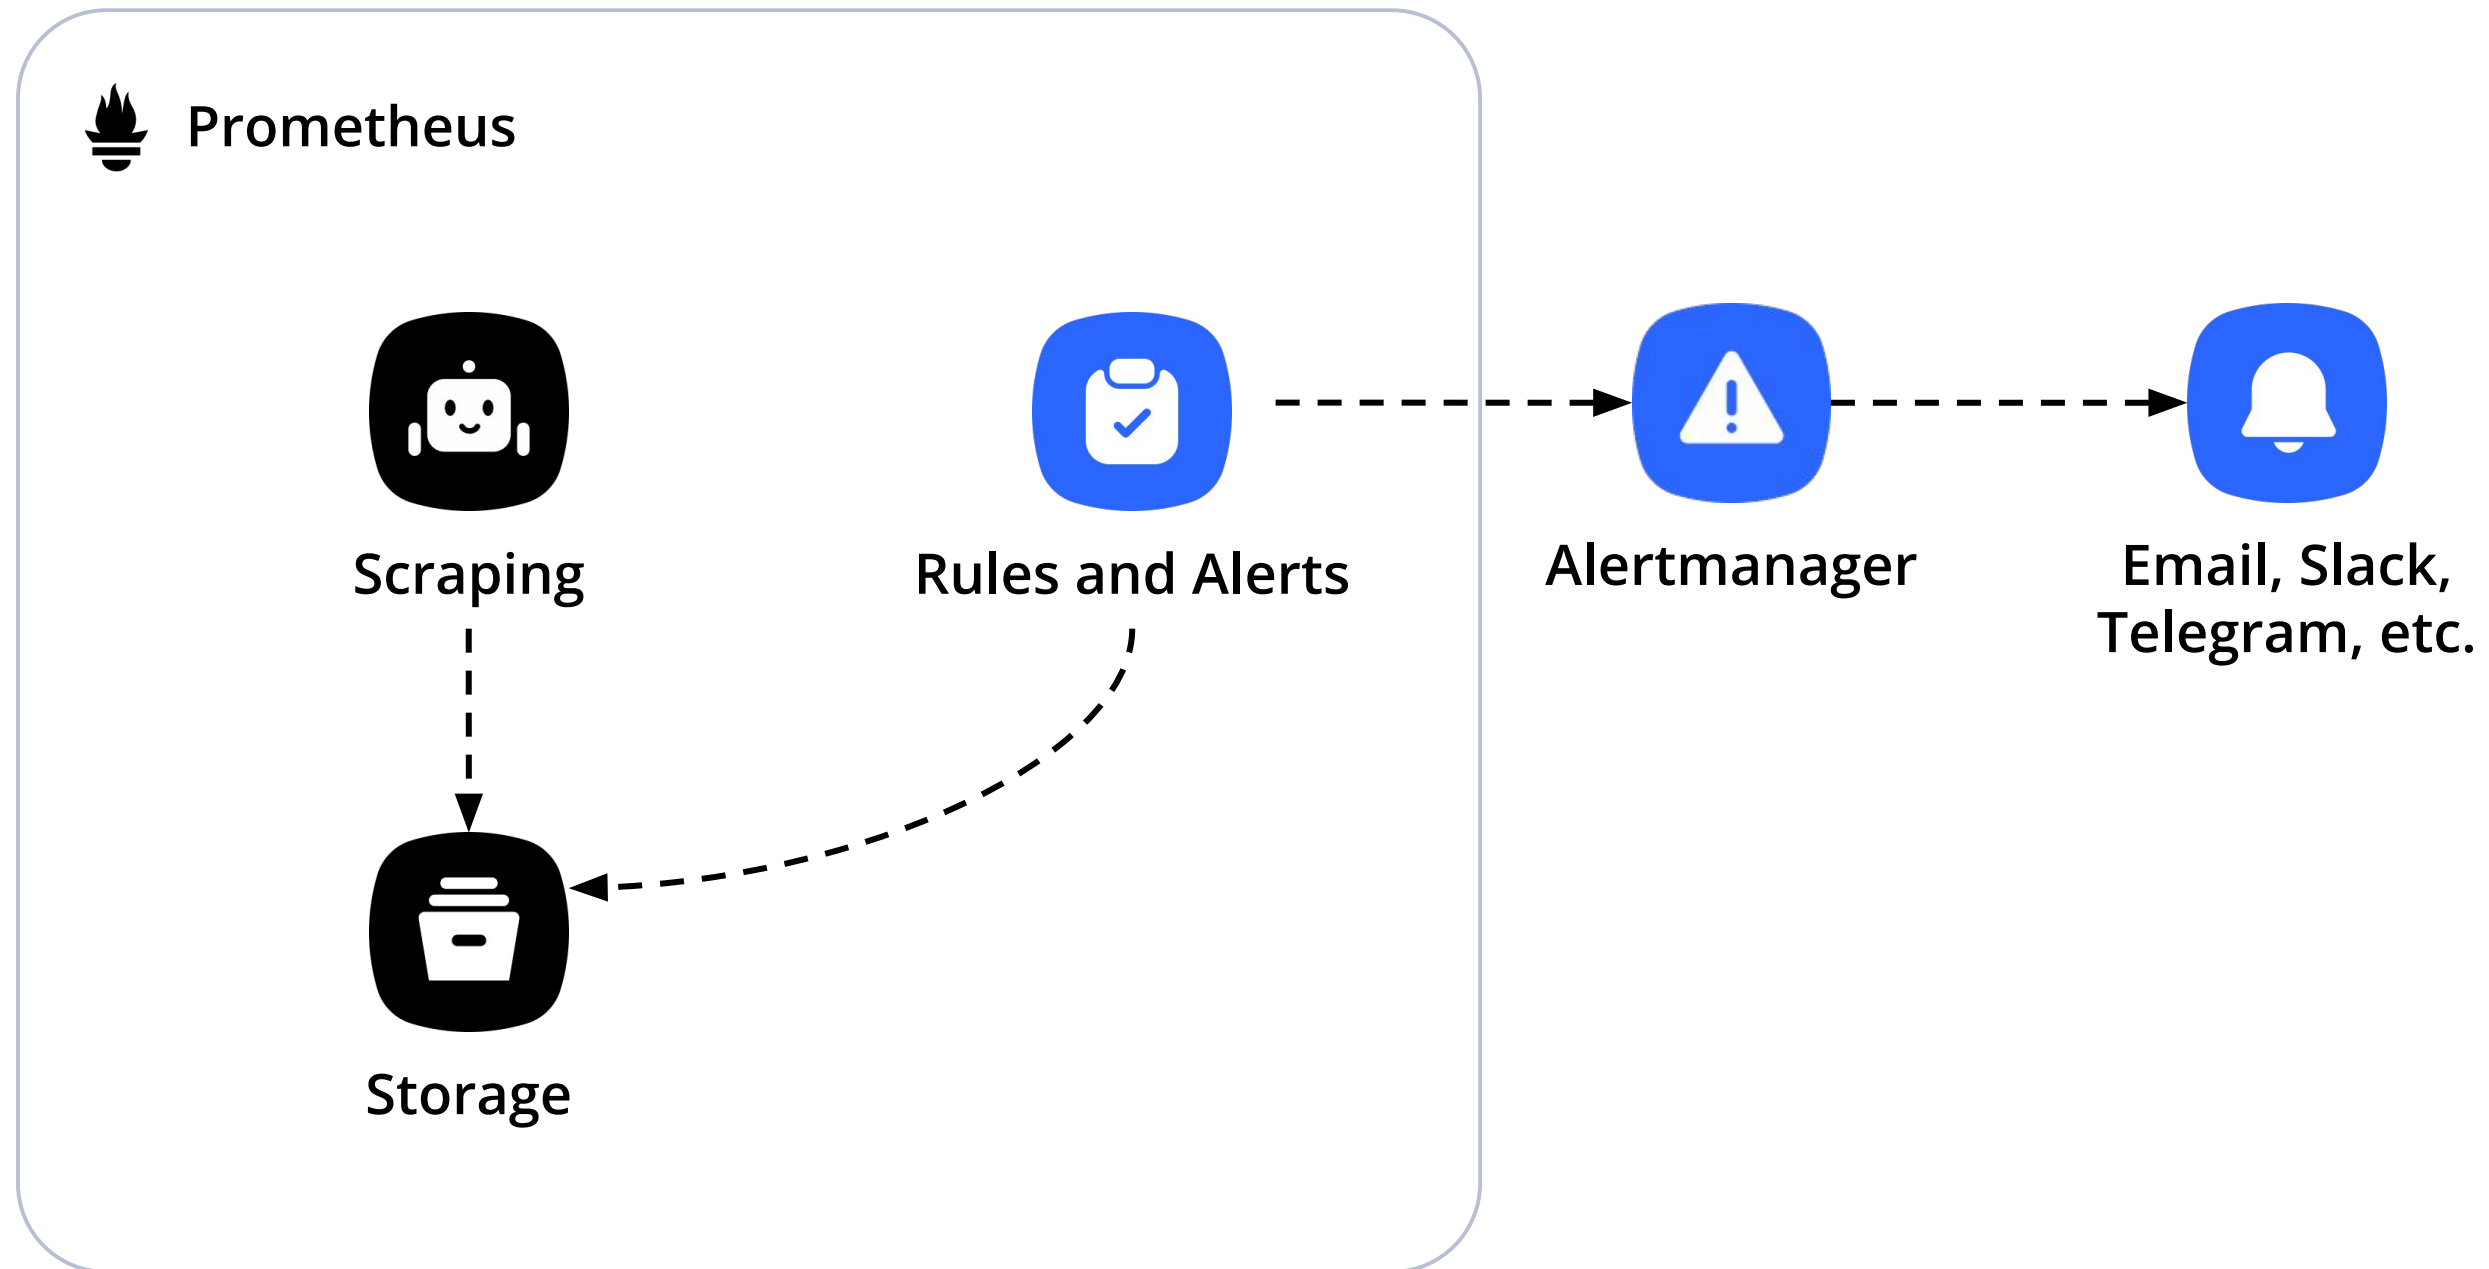 Prometheus
Scraping
Rules and Alerts
Alertmanager
Email, Slack,
Telegram, etc.
Storage